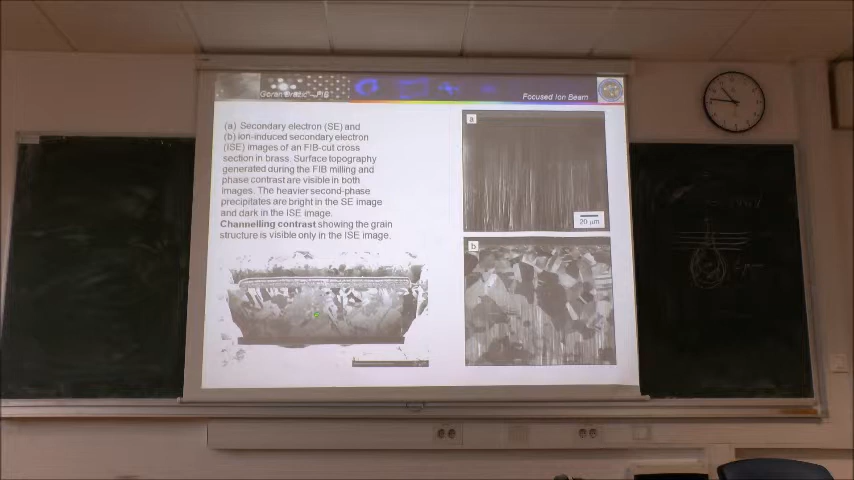 Focused Ion Beam
(a) Secondary electron (SE) and
(b) ion-induced secondary electron
(ISE) images of an FIB-cut cross
section in brass. Surface topography
generated during the FIB milling and
phase contrast are visible in both
images. The heavier second-phase
precipitates are bright in the SE image
and dark in the ISE image.
Channelling contrast showing the grain
structure is visible only in the ISE image.
a
20 µm
b